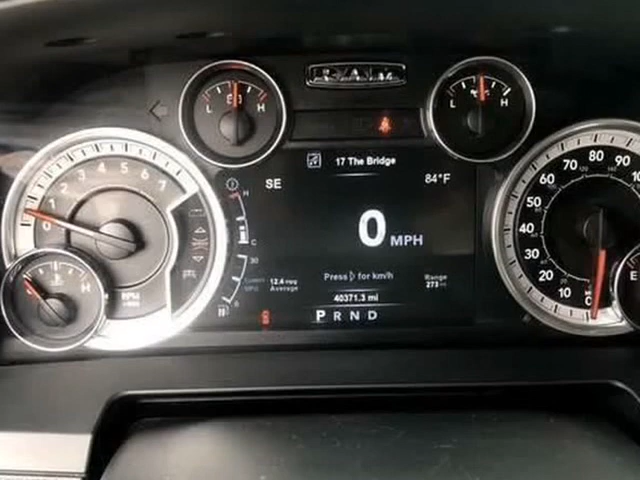 RAM
L H
L H
17 The Bridge
SE
84°F
0 MPH
Press for km/h
12.4 MPG
Average
Range
40371.3 mi
P R N D
0 1 2 3 4 5 6 7
RPM
H
C
30
0
H
10 20 30 40 50 60 70 80 90
E